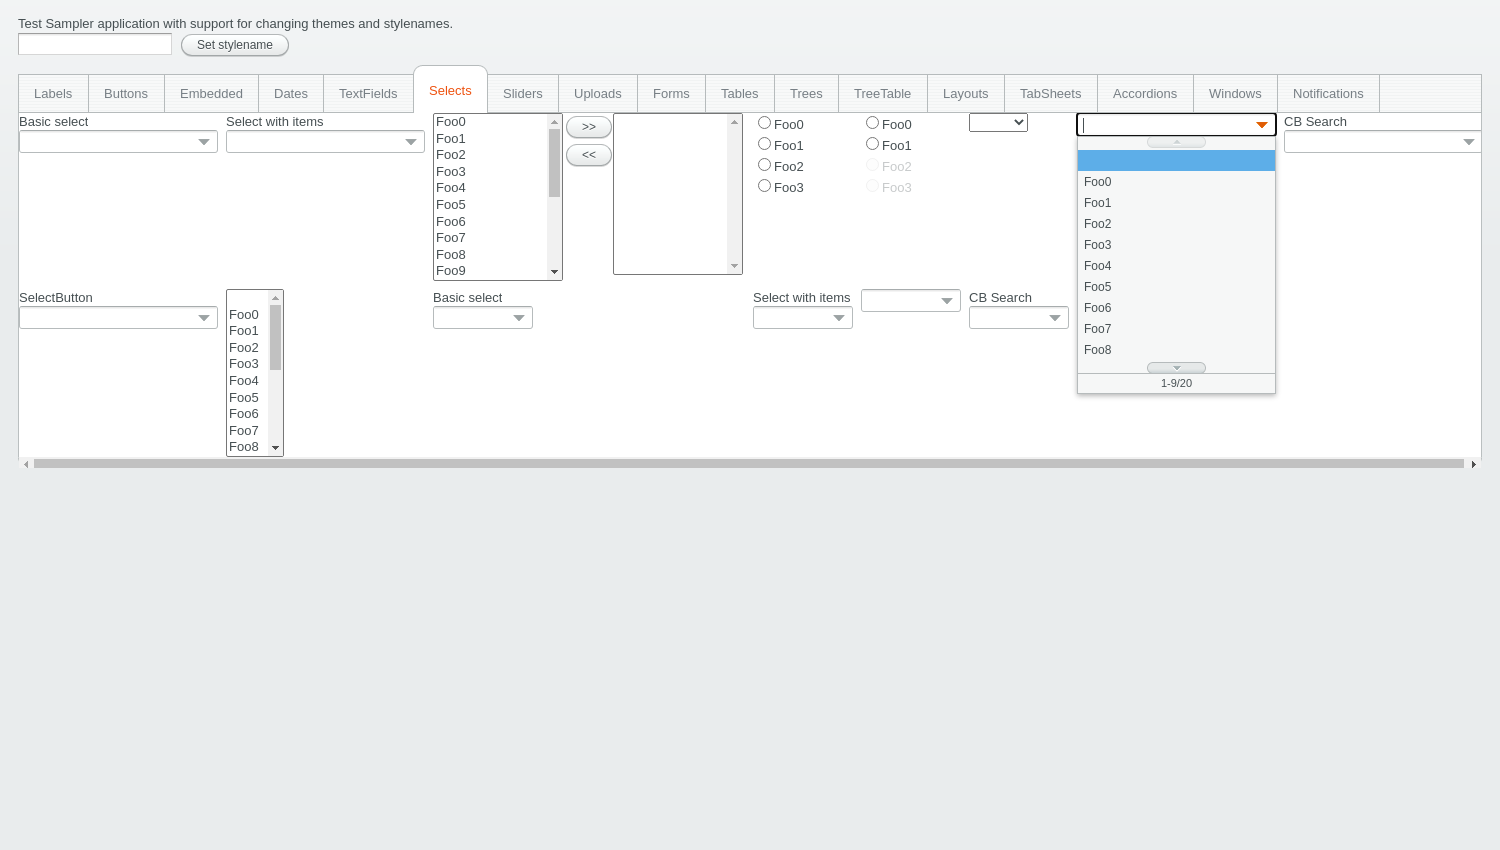 Test Sampler application with support for changing themes and stylenames.
Set stylename
Labels Buttons Embedded Dates TextFields Selects Sliders Uploads Forms Tables Trees TreeTable Layouts TabSheets Accordions Windows Notifications
Basic select
Select with items
Foo0
Foo1
Foo2
Foo3
Foo4
Foo5
Foo6
Foo7
Foo8
Foo9
>>
<<
Foo0
Foo1
Foo2
Foo3
Foo0
Foo1
Foo2
Foo3
Foo0
Foo1
Foo2
Foo3
Foo4
Foo5
Foo6
Foo7
Foo8
1-9/20
CB Search
SelectButton
Foo0
Foo1
Foo2
Foo3
Foo4
Foo5
Foo6
Foo7
Foo8
Basic select
Select with items
CB Search